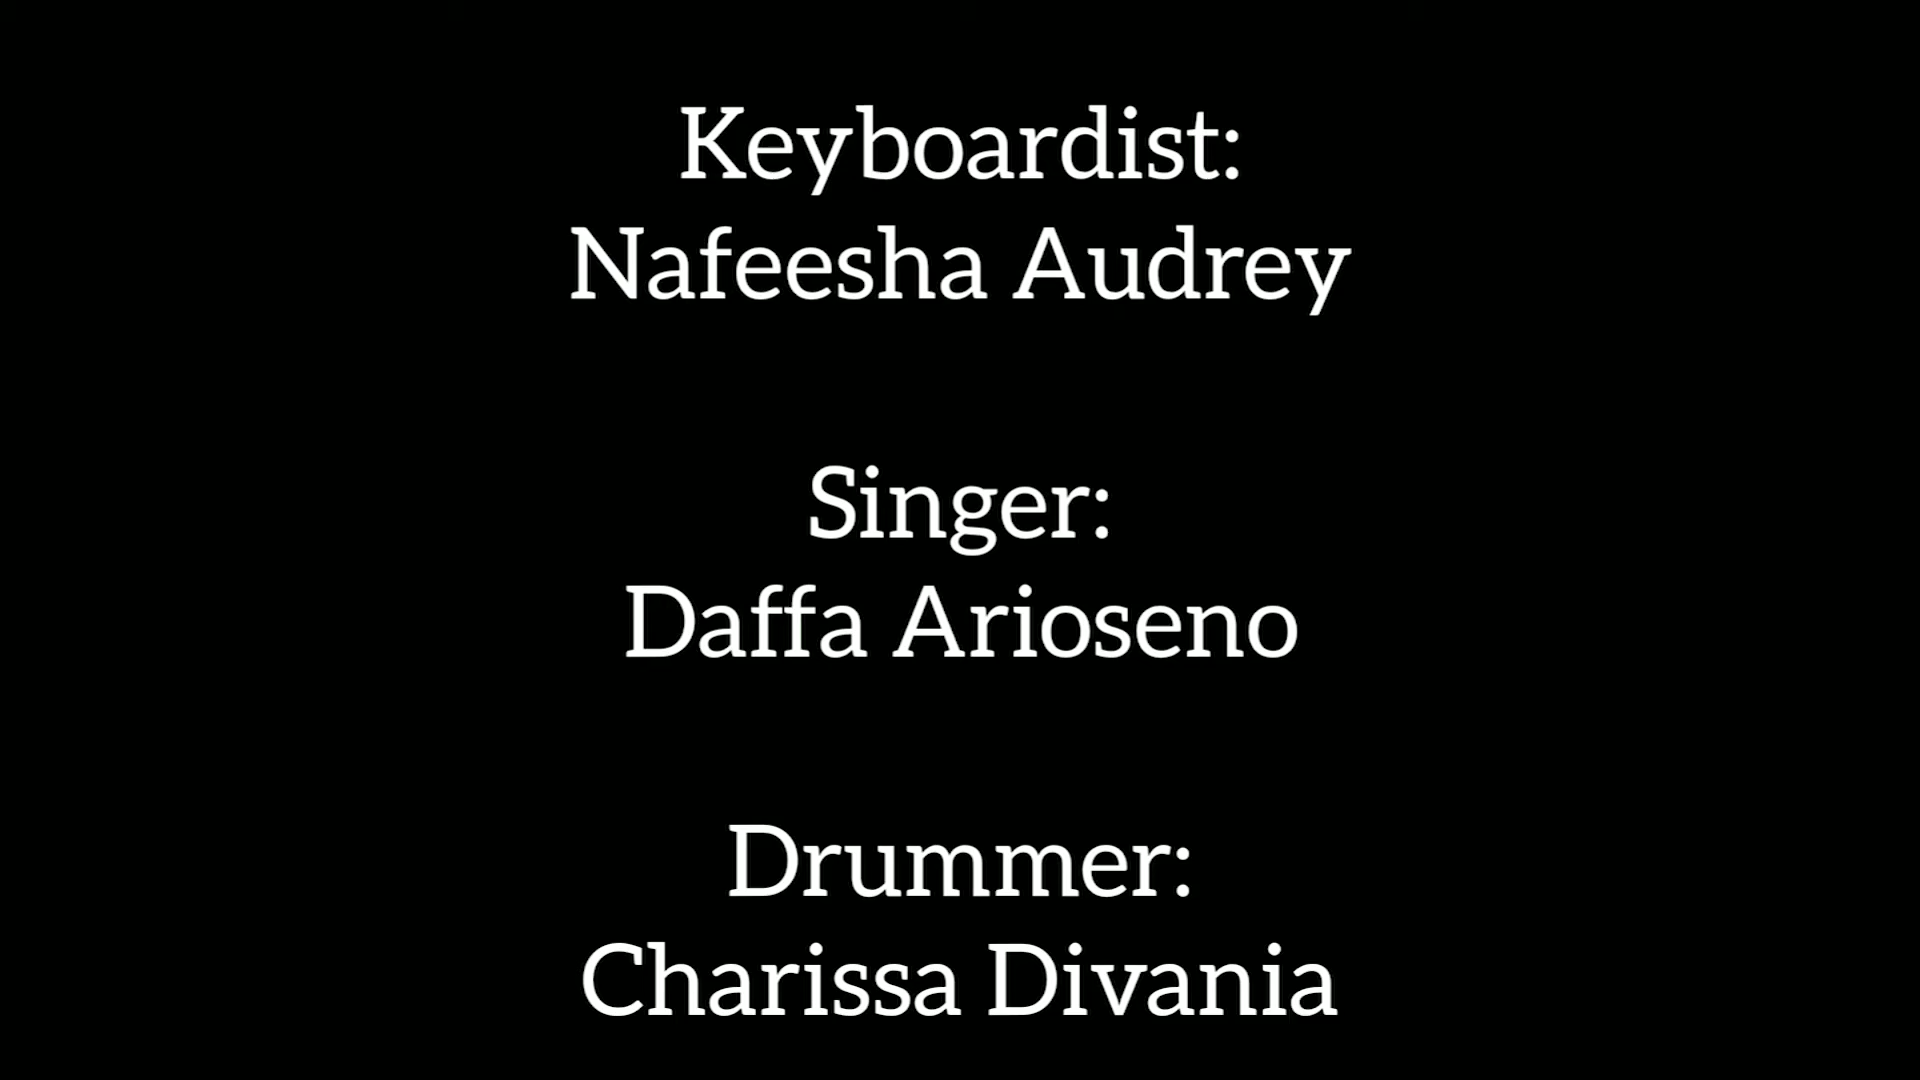 Keyboardist:
Nafeesha Audrey
Singer:
Daffa Arioseno
Drummer:
Charissa Divania